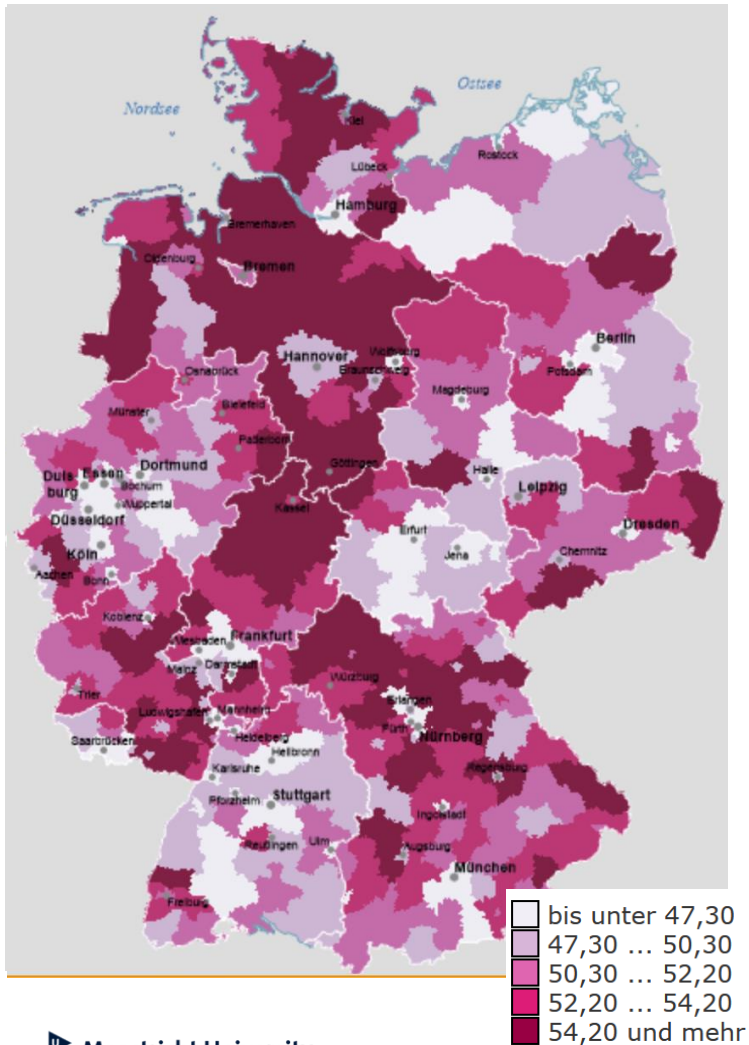 Nordsee
Ostsee
Kiel
Rostock
Lübeck
Hamburg
Bremerhaven
Oldenburg
Bremen
Berlin
Hannover
Wolfsburg
Braunschweig
Potsdam
Osnabrück
Magdeburg
Münster
Bielefeld
Paderborn
Dortmund
Göttingen
Halle
Duis
burg
Essen
Bochum
Leipzig
Wuppertal
Kassel
Düsseldorf
Erfurt
Dresden
Köln
Jena
Chemnitz
Aachen
Bonn
Koblenz
Wiesbaden
Frankfurt
Mainz
Darmstadt
Würzburg
Trier
Erlangen
Ludwigshafen
Mannheim
Fürth
Nürnberg
Saarbrücken
Heidelberg
Heilbronn
Karlsruhe
Regensburg
Pforzheim
Stuttgart
Ingolstadt
Reutlingen
Ulm
Augsburg
München
Freiburg
bis unter 47,30
47,30 ... 50,30
50,30 ... 52,20
52,20 ... 54,20
54,20 und mehr